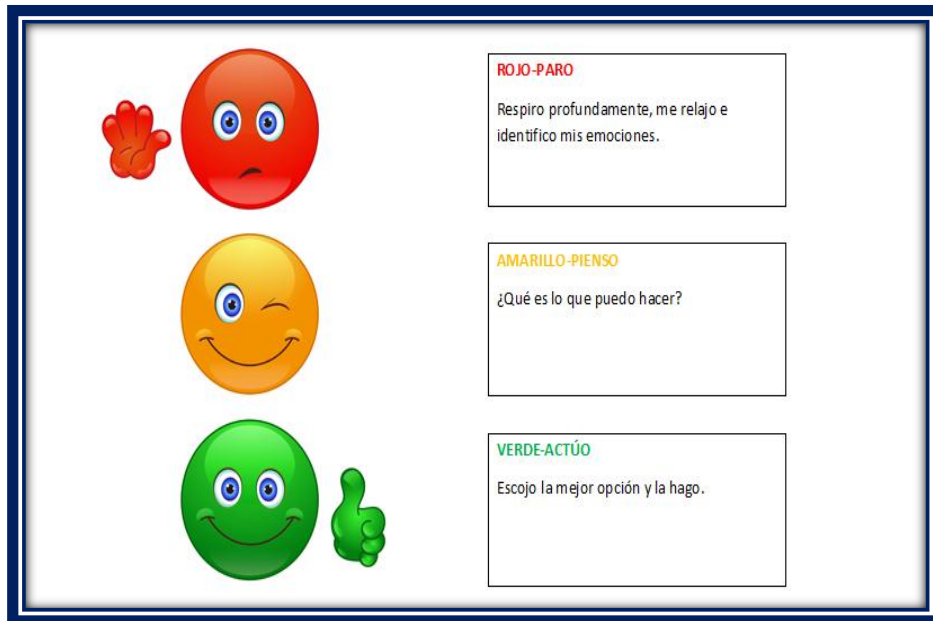 ROJO-PARO
Respiro profundamente, me relajo e
identifico mis emociones.
AMARILLO-PIENSO
¿Qué es lo que puedo hacer?
VERDE-ACTÚO
Escojo la mejor opción y la hago.